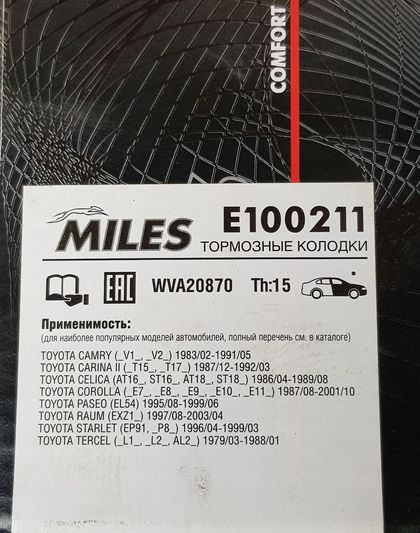 COMFORT
MILES
E100211
ТОРМОЗНЫЕ КОЛОДКИ
EAC WVA20870 Th:15
Применимость:
(для наиболее популярных моделей автомобилей, полный перечень см. в каталоге)
TOYOTA CAMRY (_V1_, _V2_) 1983/02-1991/05
TOYOTA CARINA II (_T15_, _T17_) 1987/12-1992/03
TOYOTA CELICA (AT16_, ST16_, AT18_, ST18_) 1986/04-1989/08
TOYOTA COROLLA (_E7_, _E8_, _E9_, _E10_, _E11_) 1987/08-2001/10
TOYOTA PASEO (EL54) 1995/08-1999/06
TOYOTA RAUM (EXZ1_) 1997/08-2003/04
TOYOTA STARLET (EP91, _P8_) 1996/04-1999/03
TOYOTA TERCEL (_L1_, _L2_, AL2_) 1979/03-1988/01